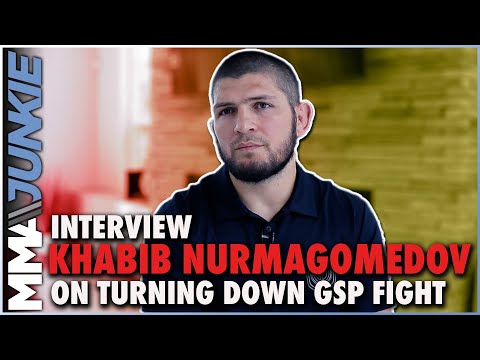 MMA//JUNKIE
INTERVIEW
KHABIB NURMAGOMEDOV
ON TURNING DOWN GSP FIGHT